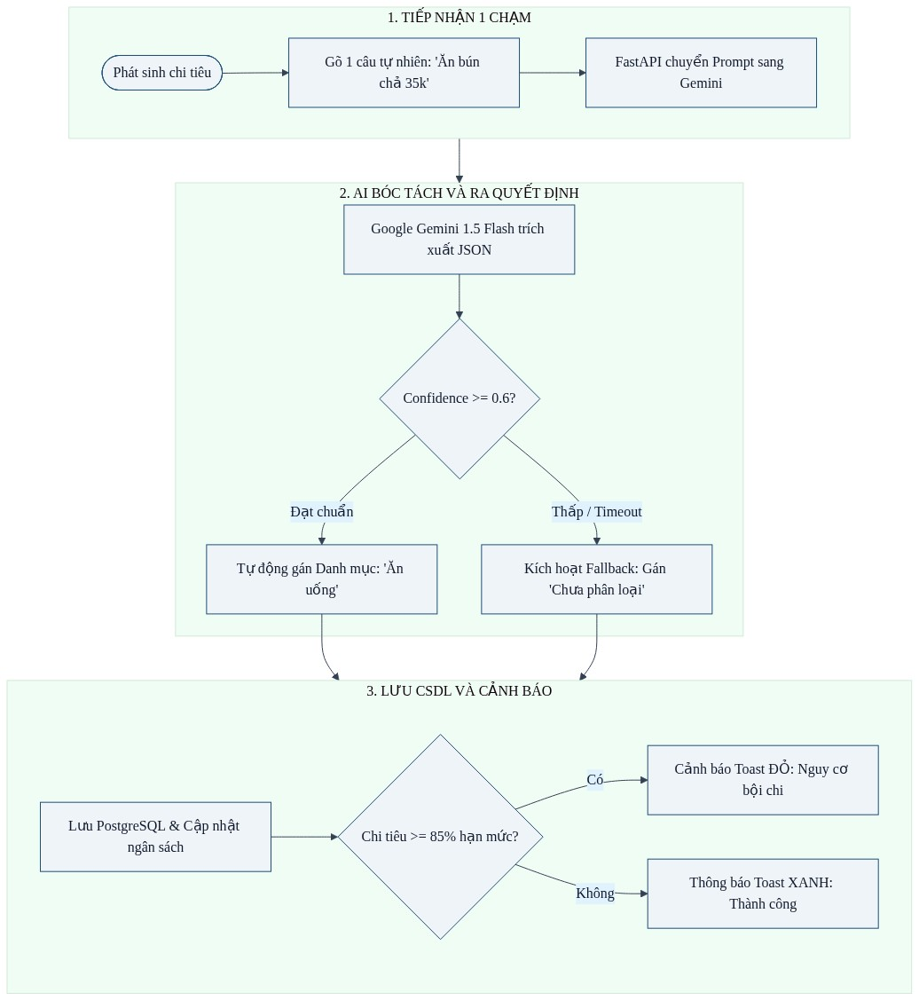 1. TIẾP NHẬN 1 CHẠM
Phát sinh chi tiêu
Gõ 1 câu tự nhiên: 'Ăn bún
chả 35k'
FastAPI chuyển Prompt sang
Gemini
2. AI BÓC TÁCH VÀ RA QUYẾT ĐỊNH
Google Gemini 1.5 Flash trích
xuất JSON
Confidence >= 0.6?
Đạt chuẩn
Thấp / Timeout
Tự động gán Danh mục: 'Ăn
uống'
Kích hoạt Fallback: Gán
'Chưa phân loại'
3. LƯU CSDL VÀ CẢNH BÁO
Lưu PostgreSQL & Cập nhật
ngân sách
Chi tiêu >= 85% hạn mức?
Có
Cảnh báo Toast ĐỎ: Nguy cơ
bội chi
Không
Thông báo Toast XANH:
Thành công